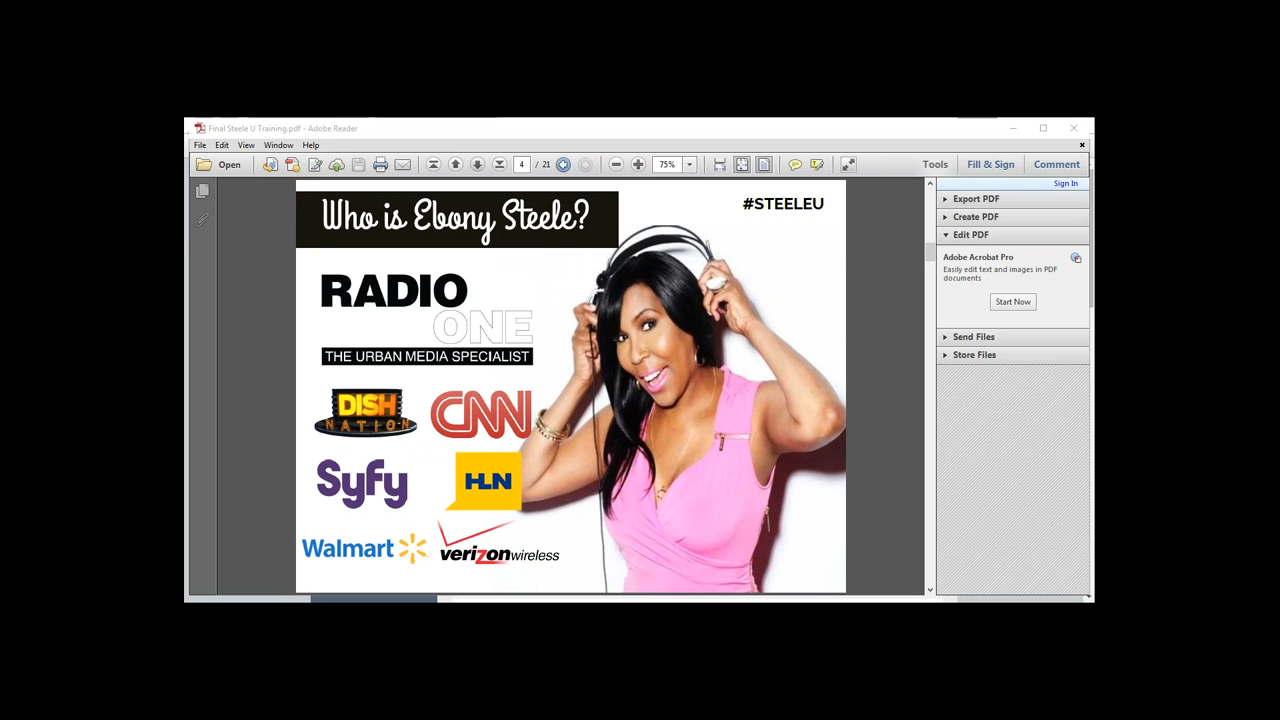 Final Steele U Training.pdf - Adobe Reader
File Edit View Window Help
Open 4 / 21 75% Tools Fill & Sign Comment
Sign In
Who is Ebony Steele?
#STEELEU
RADIO
ONE
THE URBAN MEDIA SPECIALIST
DISH
NATION
CNN
Syfy
HLN
Walmart
verizonwireless
Export PDF
Create PDF
Edit PDF
Adobe Acrobat Pro
Easily edit text and images in PDF
documents
Start Now
Send Files
Store Files